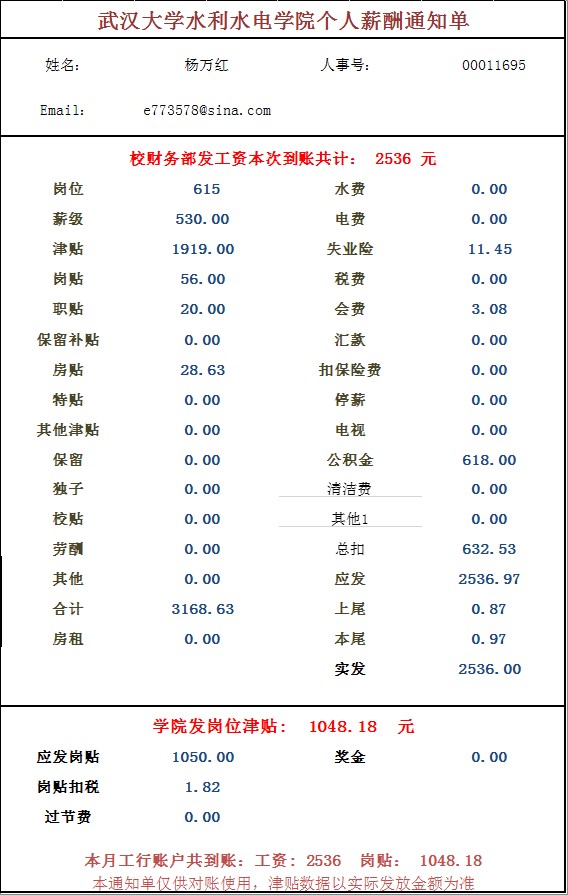 武汉大学水利水电学院个人薪酬通知单
姓名： 杨万红 人事号： 00011695
Email： e773578@sina.com
校财务部发工资本次到账共计： 2536 元
岗位 615 水费 0.00
薪级 530.00 电费 0.00
津贴 1919.00 失业险 11.45
岗贴 56.00 税费 0.00
职贴 20.00 会费 3.08
保留补贴 0.00 汇款 0.00
房贴 28.63 扣保险费 0.00
特贴 0.00 停薪 0.00
其他津贴 0.00 电视 0.00
保留 0.00 公积金 618.00
独子 0.00 清洁费 0.00
校贴 0.00 其他1 0.00
劳酬 0.00 总扣 632.53
其他 0.00 应发 2536.97
合计 3168.63 上尾 0.87
房租 0.00 本尾 0.97
实发 2536.00
学院发岗位津贴: 1048.18 元
应发岗贴 1050.00 奖金 0.00
岗贴扣税 1.82
过节费 0.00
本月工行账户共到账：工资: 2536 岗贴: 1048.18
本通知单仅供对账使用，津贴数据以实际发放金额为准